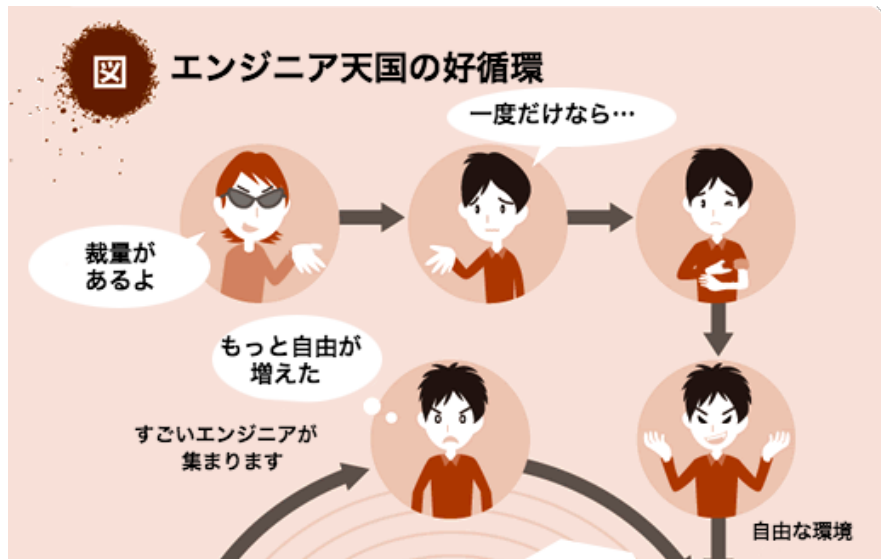 図
エンジニア天国の好循環
一度だけなら…
裁量が
あるよ
もっと自由が
増えた
すごいエンジニアが
集まります
自由な環境